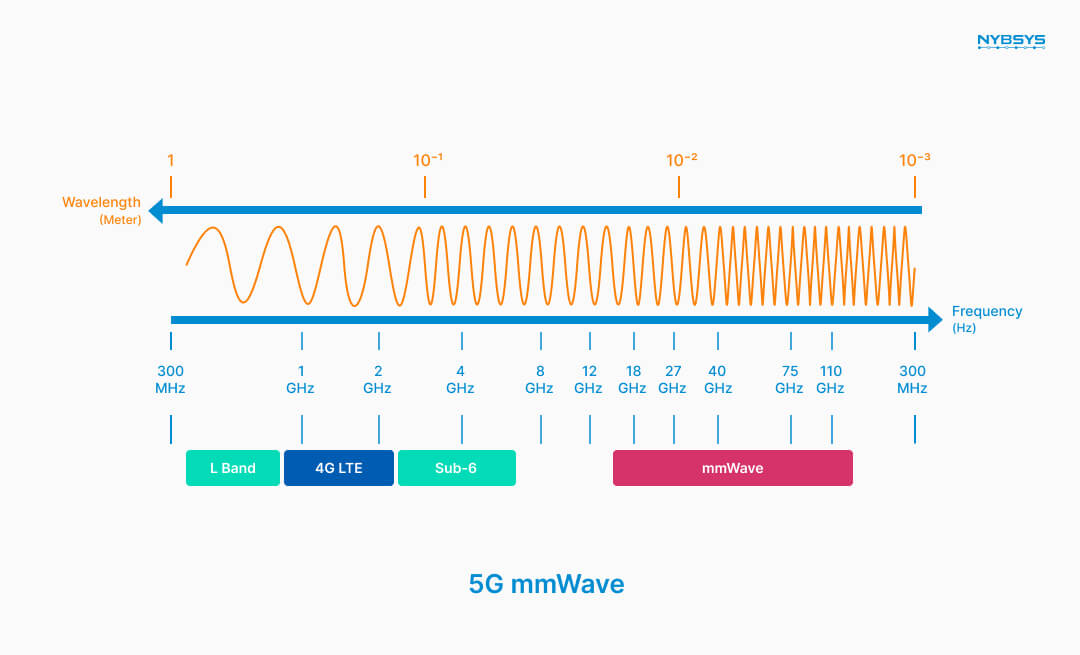 NYBSYS
1 10⁻¹ 10⁻² 10⁻³
Wavelength
(Meter)
Frequency
(Hz)
300 1 2 4 8 12 18 27 40 75 110 300
MHz GHz GHz GHz GHz GHz GHz GHz GHz GHz GHz MHz
L Band 4G LTE Sub-6 mmWave
5G mmWave